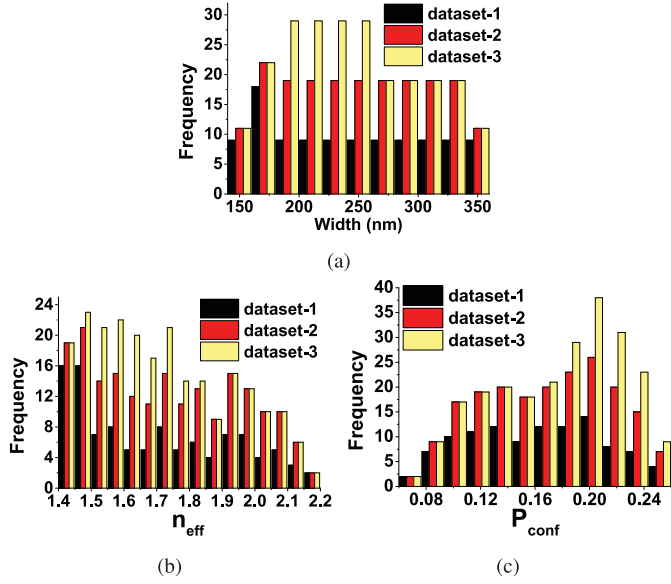 30
25
20
15
10
5
0
Frequency
dataset-1
dataset-2
dataset-3
150 200 250 300 350
Width (nm)
(a)
24
20
16
12
8
4
0
Frequency
dataset-1
dataset-2
dataset-3
1.4 1.5 1.6 1.7 1.8 1.9 2.0 2.1 2.2
neff
(b)
40
35
30
25
20
15
10
5
0
Frequency
dataset-1
dataset-2
dataset-3
0.08 0.12 0.16 0.20 0.24
Pconf
(c)